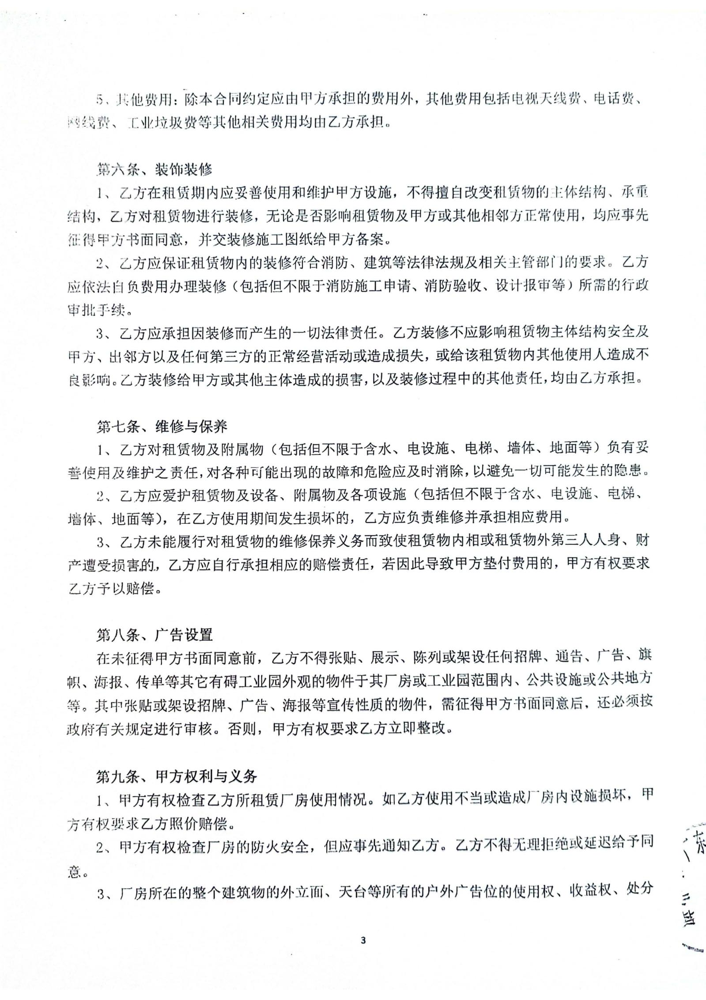 5、其他费用：除本合同约定应由甲方承担的费用外，其他费用包括电视天线费、电话费、
网线费、工业垃圾费等其他相关费用均由乙方承担。
第六条、装饰装修
1、乙方在租赁期内应妥善使用和维护甲方设施，不得擅自改变租赁物的主体结构、承重
结构，乙方对租赁物进行装修，无论是否影响租赁物及甲方或其他相邻方正常使用，均应事先
征得甲方书面同意，并交装修施工图纸给甲方备案。
2、乙方应保证租赁物内的装修符合消防、建筑等法律法规及相关主管部门的要求。乙方
应依法自负费用办理装修（包括但不限于消防施工申请、消防验收、设计报审等）所需的行政
审批手续。
3、乙方应承担因装修而产生的一切法律责任。乙方装修不应影响租赁物主体结构安全及
甲方、出邻方以及任何第三方的正常经营活动或造成损失，或给该租赁物内其他使用人造成不
良影响。乙方装修给甲方或其他主体造成的损害，以及装修过程中的其他责任，均由乙方承担。
第七条、维修与保养
1、乙方对租赁物及附属物（包括但不限于含水、电设施、电梯、墙体、地面等）负有妥
善使用及维护之责任，对各种可能出现的故障和危险应及时消除，以避免一切可能发生的隐患。
2、乙方应爱护租赁物及设备、附属物及各项设施（包括但不限于含水、电设施、电梯、
墙体、地面等），在乙方使用期间发生损坏的，乙方应负责维修并承担相应费用。
3、乙方未能履行对租赁物的维修保养义务而致使租赁物内相或租赁物外第三人人身、财
产遭受损害的，乙方应自行承担相应的赔偿责任，若因此导致甲方垫付费用的，甲方有权要求
乙方予以赔偿。
第八条、广告设置
在未征得甲方书面同意前，乙方不得张贴、展示、陈列或架设任何招牌、通告、广告、旗
帜、海报、传单等其它有碍工业园外观的物件于其厂房或工业园范围内、公共设施或公共地方
等。其中张贴或架设招牌、广告、海报等宣传性质的物件，需征得甲方书面同意后，还必须按
政府有关规定进行审核。否则，甲方有权要求乙方立即整改。
第九条、甲方权利与义务
1、甲方有权检查乙方所租赁厂房使用情况。如乙方使用不当或造成厂房内设施损坏，甲
方有权要求乙方照价赔偿。
2、甲方有权检查厂房的防火安全，但应事先通知乙方。乙方不得无理拒绝或延迟给予同
意。
3、厂房所在的整个建筑物的外立面、天台等所有的户外广告位的使用权、收益权、处分
东
3